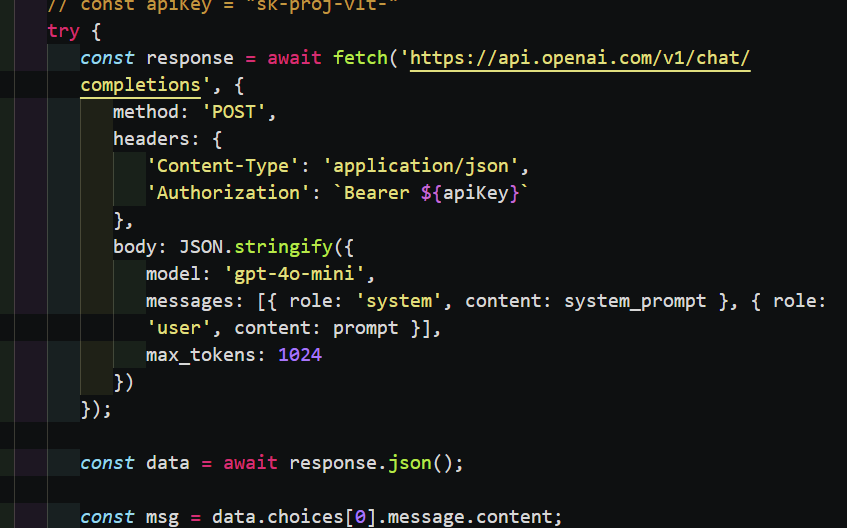 // const apiKey = "sk-proj-vlt-"
try {
const response = await fetch('https://api.openai.com/v1/chat/
completions', {
method: 'POST',
headers: {
'Content-Type': 'application/json',
'Authorization': `Bearer ${apiKey}`
},
body: JSON.stringify({
model: 'gpt-4o-mini',
messages: [{ role: 'system', content: system_prompt }, { role:
'user', content: prompt }],
max_tokens: 1024
})
});
const data = await response.json();
const msg = data.choices[0].message.content;